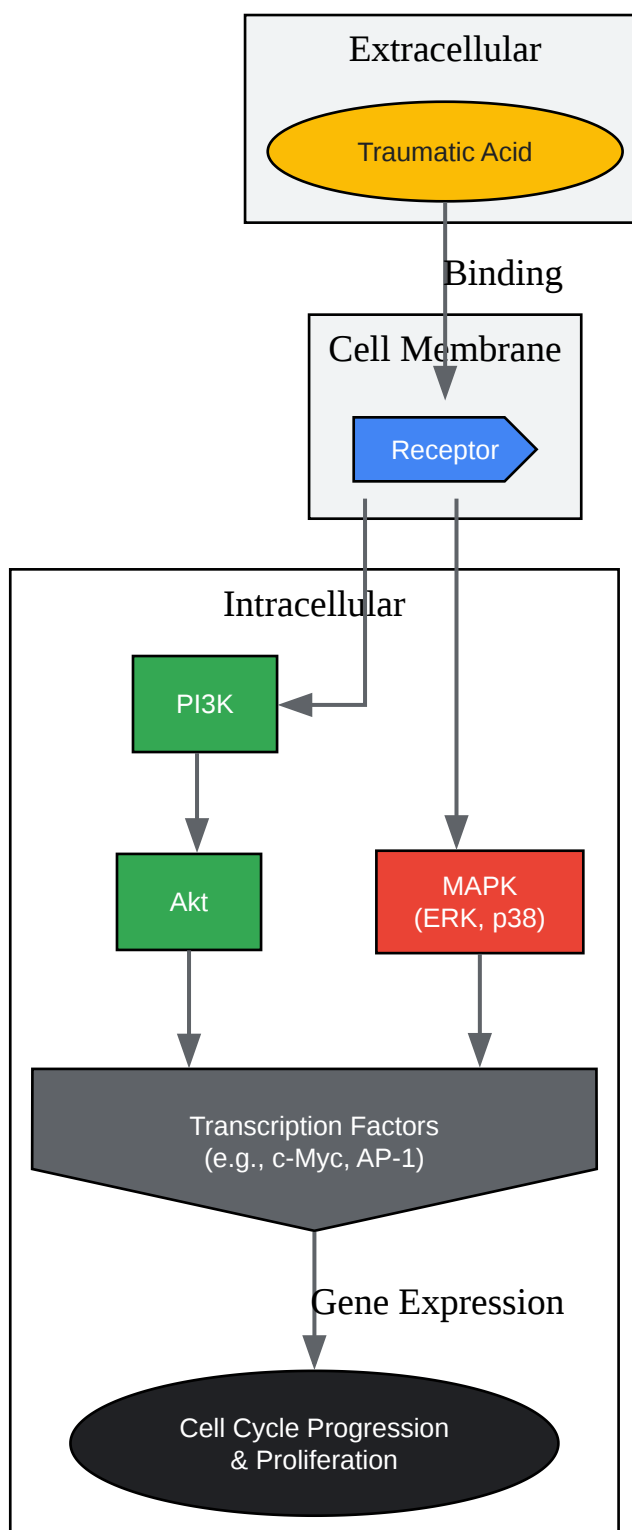 Extracellular
Traumatic Acid
Binding
Cell Membrane
Receptor
Intracellular
PI3K
Akt
MAPK
(ERK, p38)
Transcription Factors
(e.g., c-Myc, AP-1)
Gene Expression
Cell Cycle Progression
& Proliferation